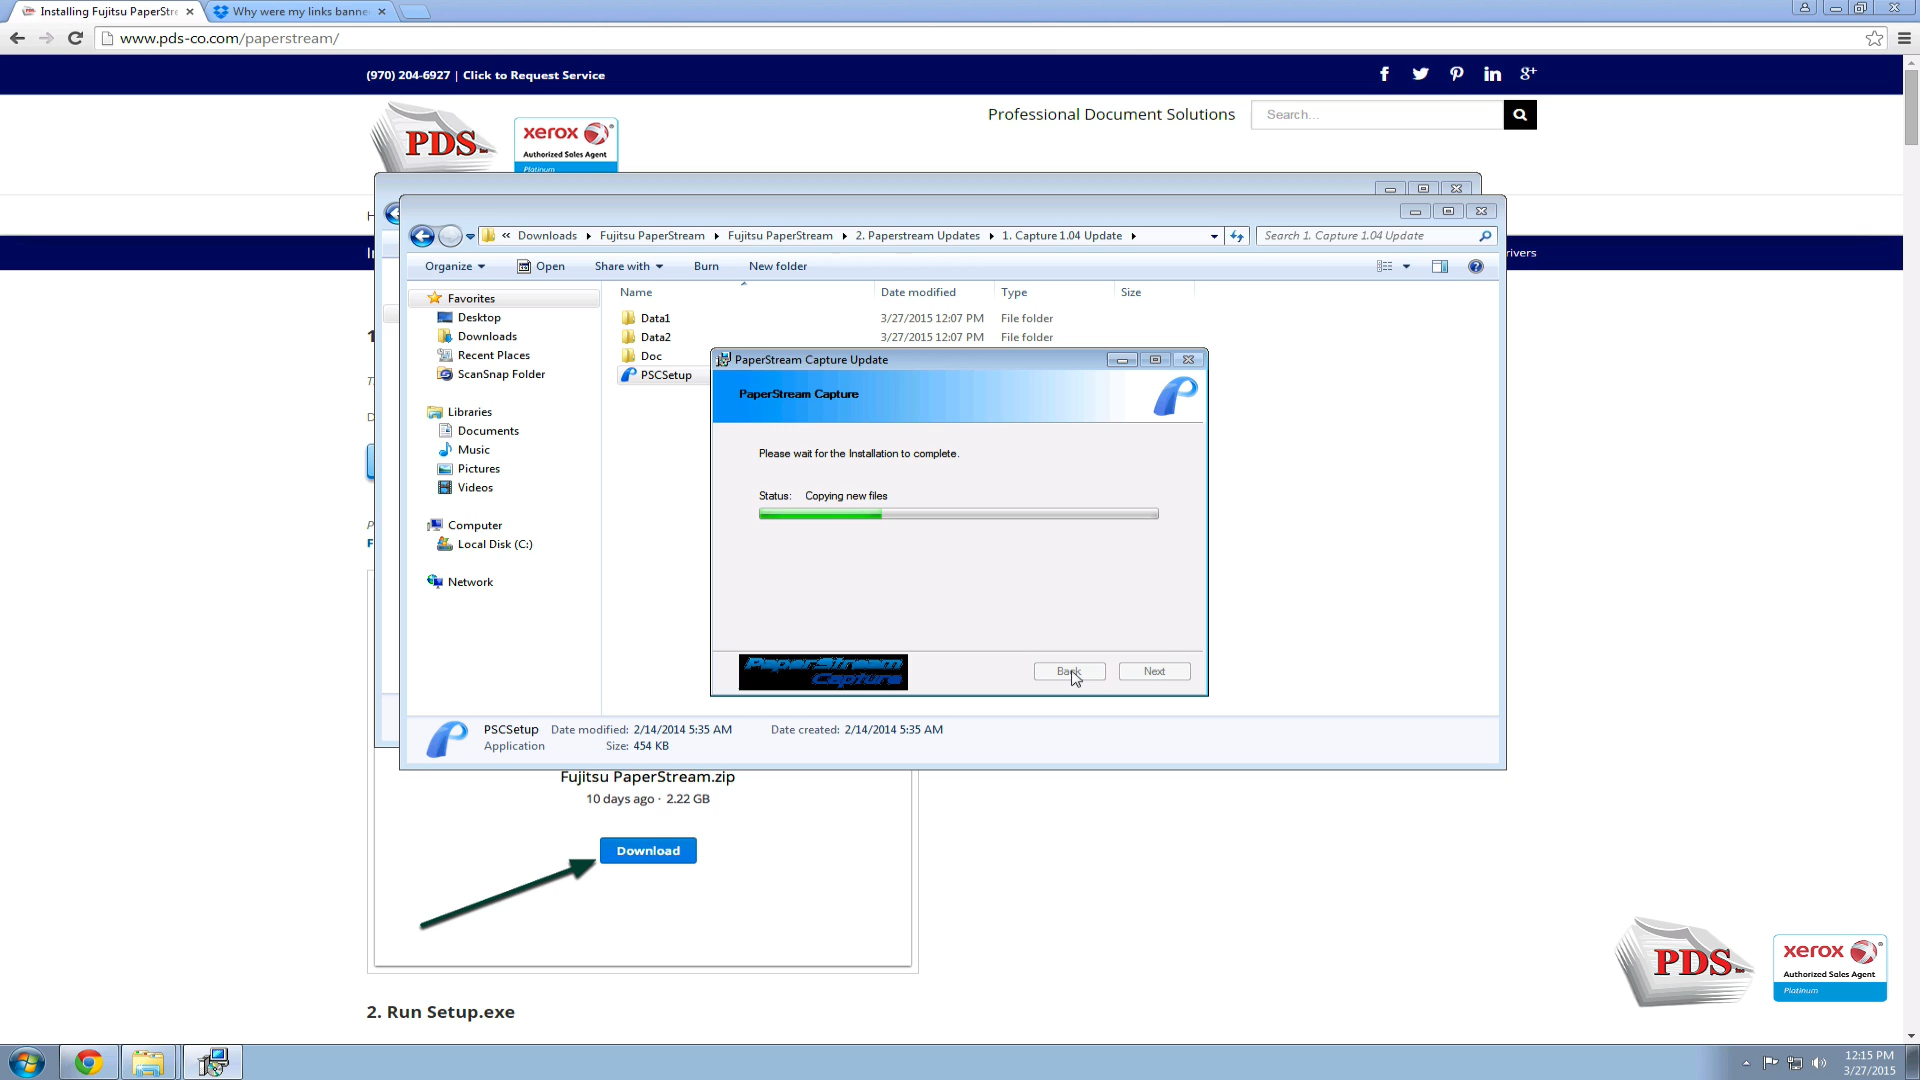 Installing Fujitsu PaperStre
Why were my links banne
www.pds-co.com/paperstream/
(970) 204-6927 | Click to Request Service
Professional Document Solutions
Search...
PDS
xerox
Authorized Sales Agent
Platinum
H
In
rivers
Downloads
Fujitsu PaperStream
Fujitsu PaperStream
2. Paperstream Updates
1. Capture 1.04 Update
Search 1. Capture 1.04 Update
Organize
Open
Share with
Burn
New folder
Favorites
Desktop
Downloads
Recent Places
ScanSnap Folder
Libraries
Documents
Music
Pictures
Videos
Computer
Local Disk (C:)
Network
Name
Date modified
Type
Size
Data1
3/27/2015 12:07 PM
File folder
Data2
3/27/2015 12:07 PM
File folder
Doc
PSCSetup
PaperStream Capture Update
PaperStream Capture
Please wait for the Installation to complete.
Status: Copying new files
PaperStream
Capture
Back
Next
PSCSetup
Date modified: 2/14/2014 5:35 AM
Date created: 2/14/2014 5:35 AM
Application
Size: 454 KB
Fujitsu PaperStream.zip
10 days ago · 2.22 GB
Download
PDS
xerox
Authorized Sales Agent
Platinum
2. Run Setup.exe
12:15 PM
3/27/2015